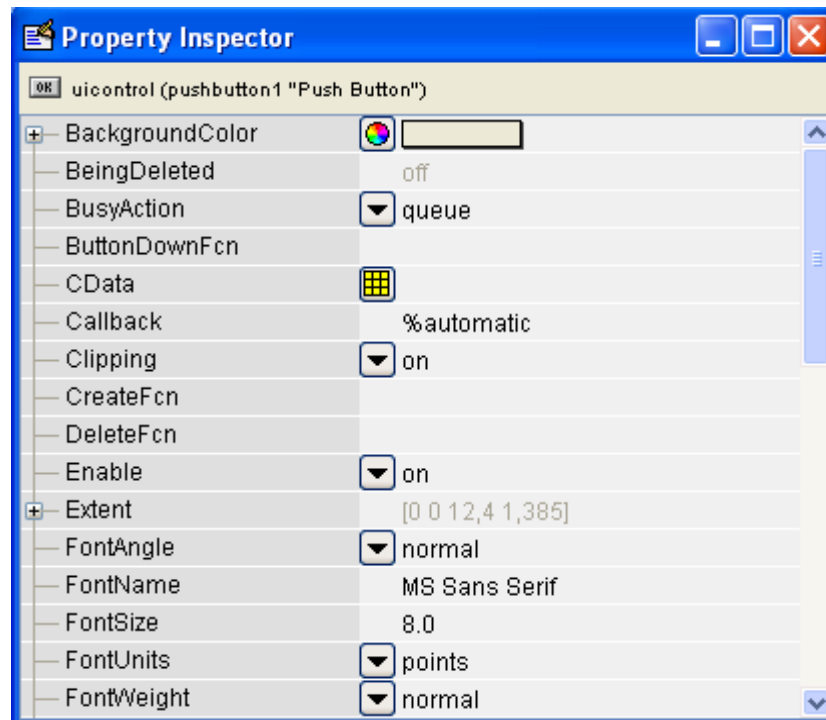 Property Inspector
OK uicontrol (pushbutton1 "Push Button")
BackgroundColor
BeingDeleted off
BusyAction queue
ButtonDownFcn
CData
Callback %automatic
Clipping on
CreateFcn
DeleteFcn
Enable on
Extent [0 0 12,4 1,385]
FontAngle normal
FontName MS Sans Serif
FontSize 8.0
FontUnits points
FontWeight normal